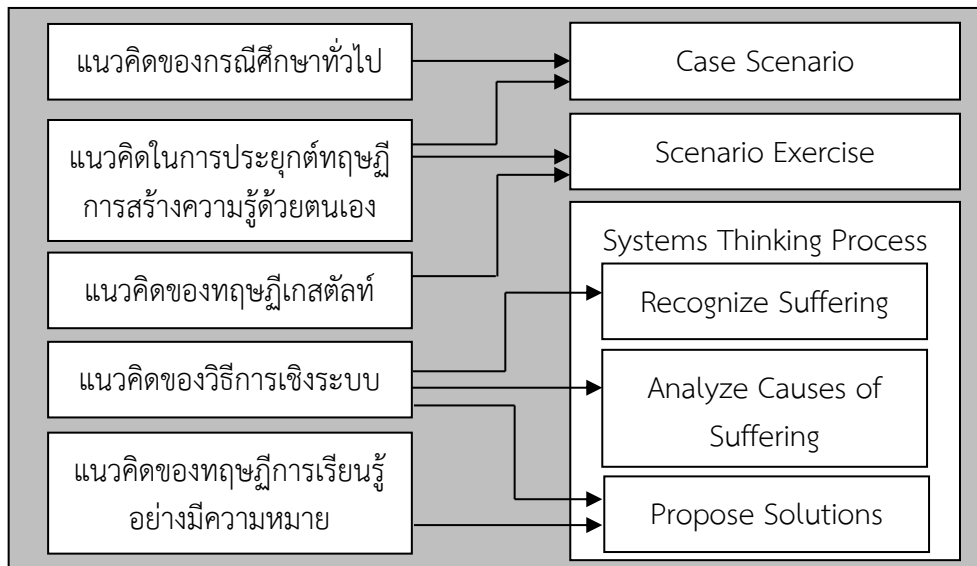 แนวคิดของกรณีศึกษาทั่วไป
แนวคิดในการประยุกต์ทฤษฏี
การสร้างความรู้ด้วยตนเอง
แนวคิดของทฤษฏีเกสตัลท์
แนวคิดของวิธีการเชิงระบบ
แนวคิดของทฤษฏีการเรียนรู้
อย่างมีความหมาย
Case Scenario
Scenario Exercise
Systems Thinking Process
Recognize Suffering
Analyze Causes of
Suffering
Propose Solutions